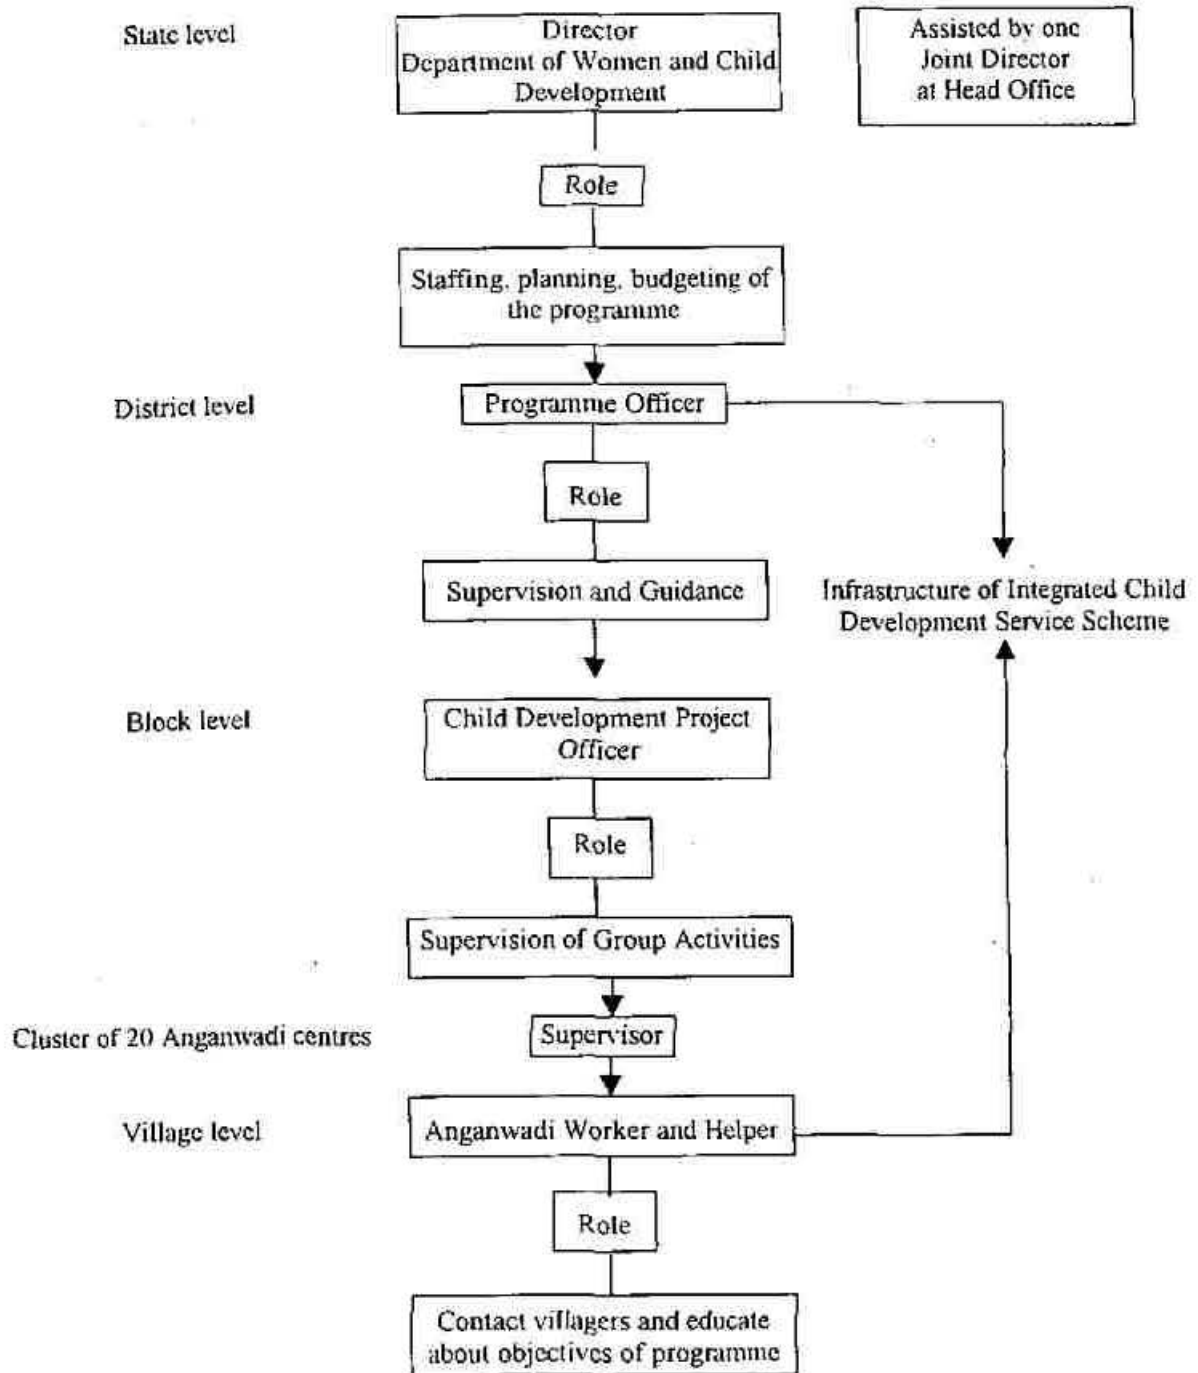 State level
Director
Department of Women and Child
Development
Assisted by one
Joint Director
at Head Office
Role
Staffing, planning, budgeting of
the programme
District level
Programme Officer
Role
Supervision and Guidance
Infrastructure of Integrated Child
Development Service Scheme
Block level
Child Development Project
Officer
Role
Supervision of Group Activities
Cluster of 20 Anganwadi centres
Supervisor
Village level
Anganwadi Worker and Helper
Role
Contact villagers and educate
about objectives of programme